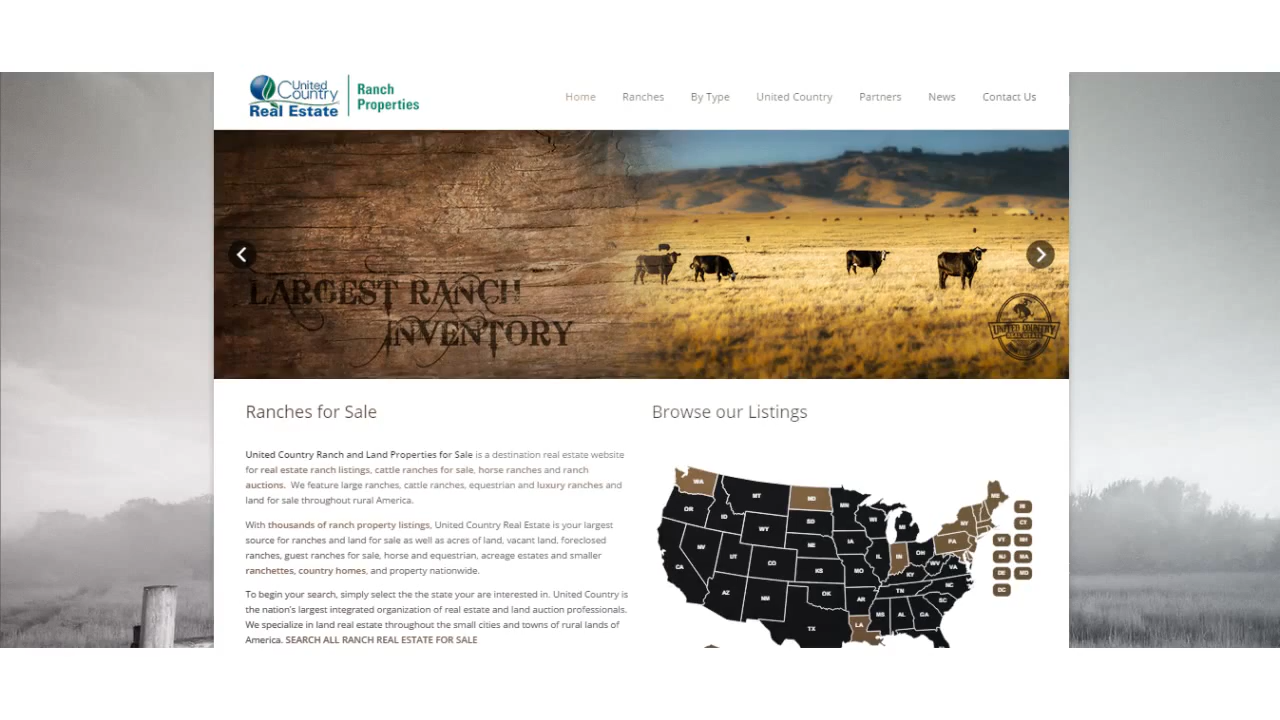 United
Country
Real Estate
Ranch
Properties
Home Ranches By Type United Country Partners News Contact Us
LARGEST RANCH
INVENTORY
UNITED COUNTRY
Ranches for Sale
United Country Ranch and Land Properties for Sale is a destination real estate website
for real estate ranch listings, cattle ranches for sale, horse ranches and ranch
auctions. We feature large ranches, cattle ranches, equestrian and luxury ranches and
land for sale throughout rural America.
With thousands of ranch property listings, United Country Real Estate is your largest
source for ranches and land for sale as well as acres of land, vacant land, foreclosed
ranches, guest ranches for sale, horse and equestrian, acreage estates and smaller
ranchettes, country homes, and property nationwide.
To begin your search, simply select the the state your are interested in. United Country is
the nation's largest integrated organization of real estate and land auction professionals.
We specialize in land real estate throughout the small cities and towns of rural lands of
America. SEARCH ALL RANCH REAL ESTATE FOR SALE
Browse our Listings
WA MT ND MN ME
OR ID SD WI MI NY RI
WY IA PA CT
NV NE IL IN OH VT NH
UT CO MO WV VA NJ MA
CA KS KY DE MD
AZ NM OK AR TN NC DC
MS AL GA SC
TX LA